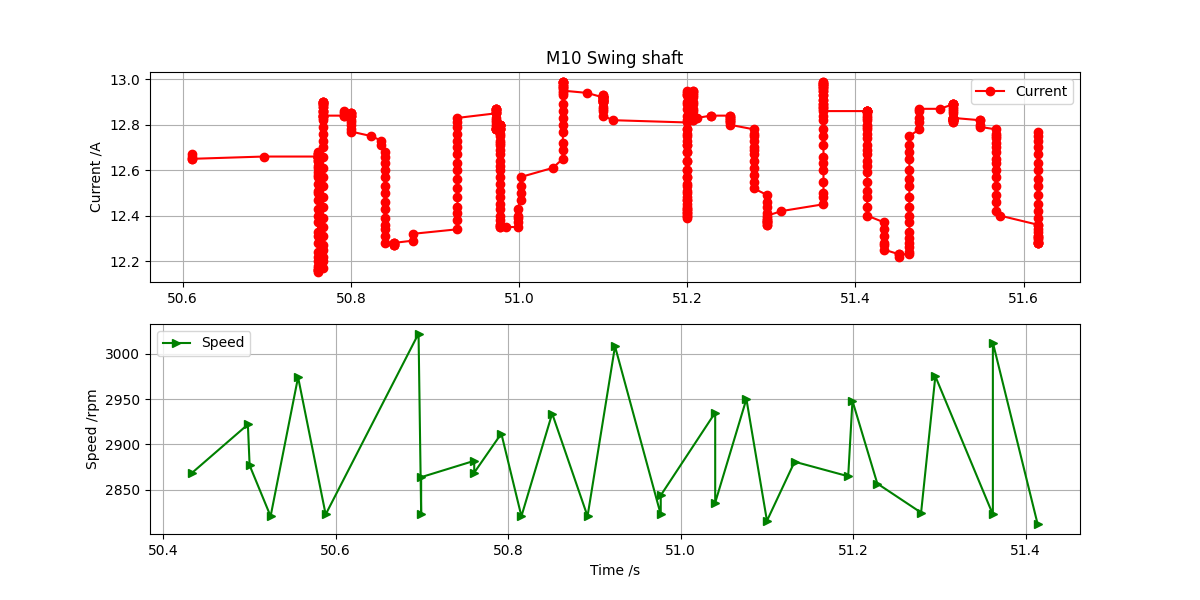 M10 Swing shaft
13.0
12.8
12.6
12.4
12.2
Current /A
Current
50.6 50.8 51.0 51.2 51.4 51.6
Speed
3000
2950
2900
2850
Speed /rpm
50.4 50.6 50.8 51.0 51.2 51.4
Time /s